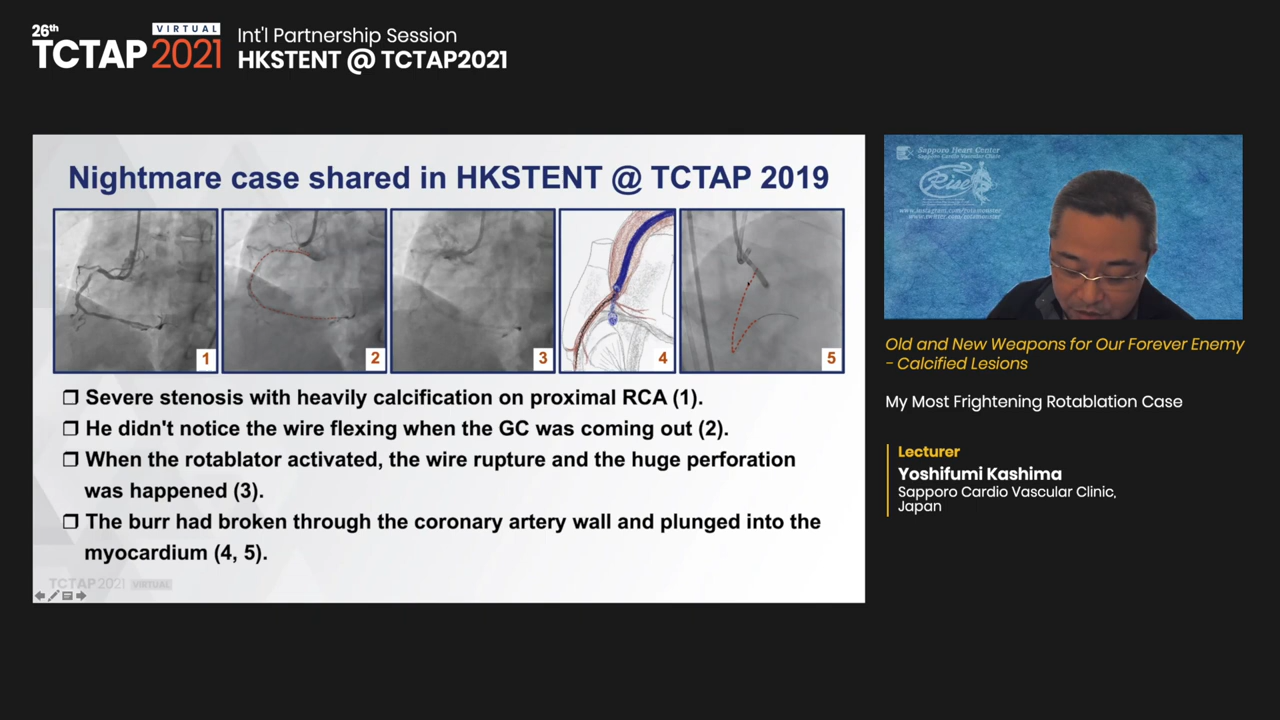 26th
VIRTUAL
TCTAP 2021
Int'l Partnership Session
HKSTENT @ TCTAP2021
Nightmare case shared in HKSTENT @ TCTAP 2019
1
2
3
4
5
❒ Severe stenosis with heavily calcification on proximal RCA (1).
❒ He didn't notice the wire flexing when the GC was coming out (2).
❒ When the rotablator activated, the wire rupture and the huge perforation
was happened (3).
❒ The burr had broken through the coronary artery wall and plunged into the
myocardium (4, 5).
TCTAP 2021 VIRTUAL
Sapporo Heart Center
Sapporo Cardio Vascular Clinic
Rise
Old and New Weapons for Our Forever Enemy
- Calcified Lesions
My Most Frightening Rotablation Case
Lecturer
Yoshifumi Kashima
Sapporo Cardio Vascular Clinic,
Japan